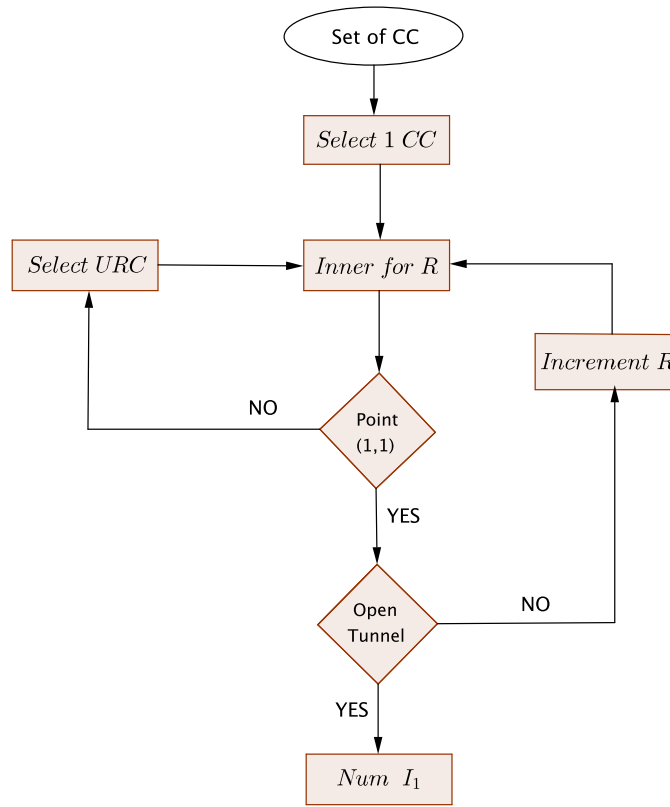 Set of CC
Select 1 CC
Select URC
Inner for R
Increment R
NO
Point
(1,1)
YES
Open
Tunnel
NO
YES
Num I₁